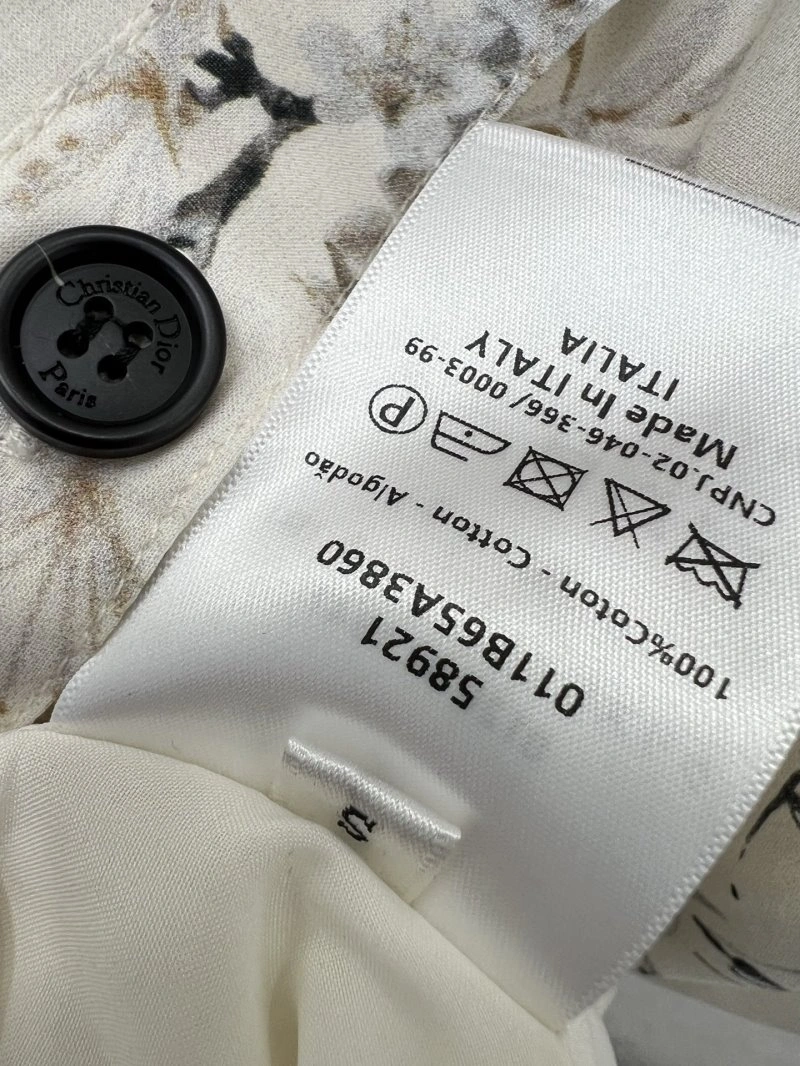 Christian Dior
Paris
58921
011B65A3860
100%Coton - Cotton - Algodão
CNPJ.02-046-366/ 0003-99
Made In ITALY
ITALIA
S